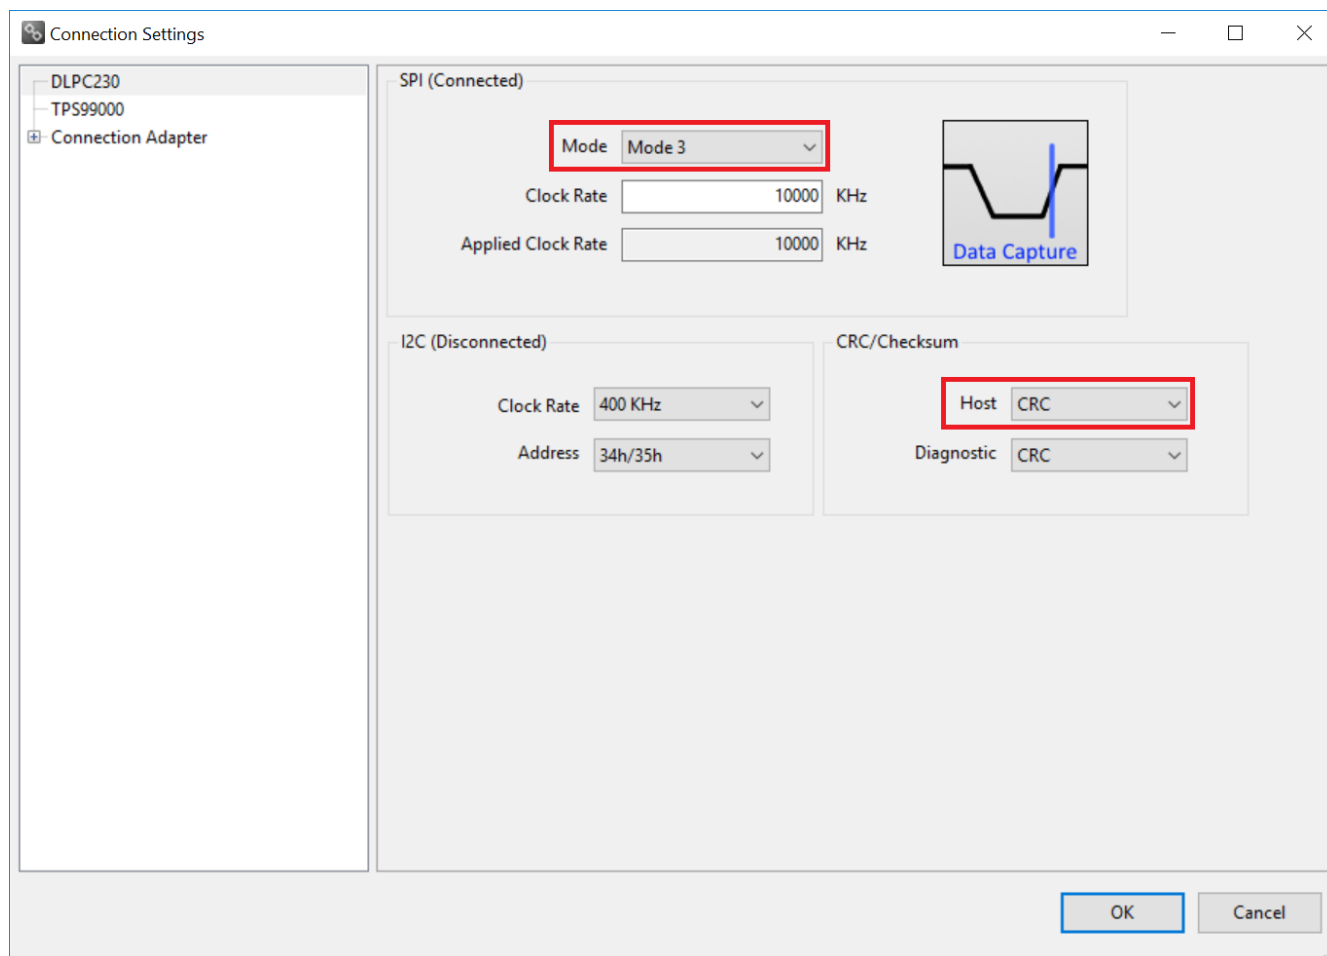 Connection Settings
DLPC230
TPS99000
Connection Adapter
SPI (Connected)
Mode Mode 3
Clock Rate 10000 KHz
Applied Clock Rate 10000 KHz
Data Capture
I2C (Disconnected)
Clock Rate 400 KHz
Address 34h/35h
CRC/Checksum
Host CRC
Diagnostic CRC
OK Cancel